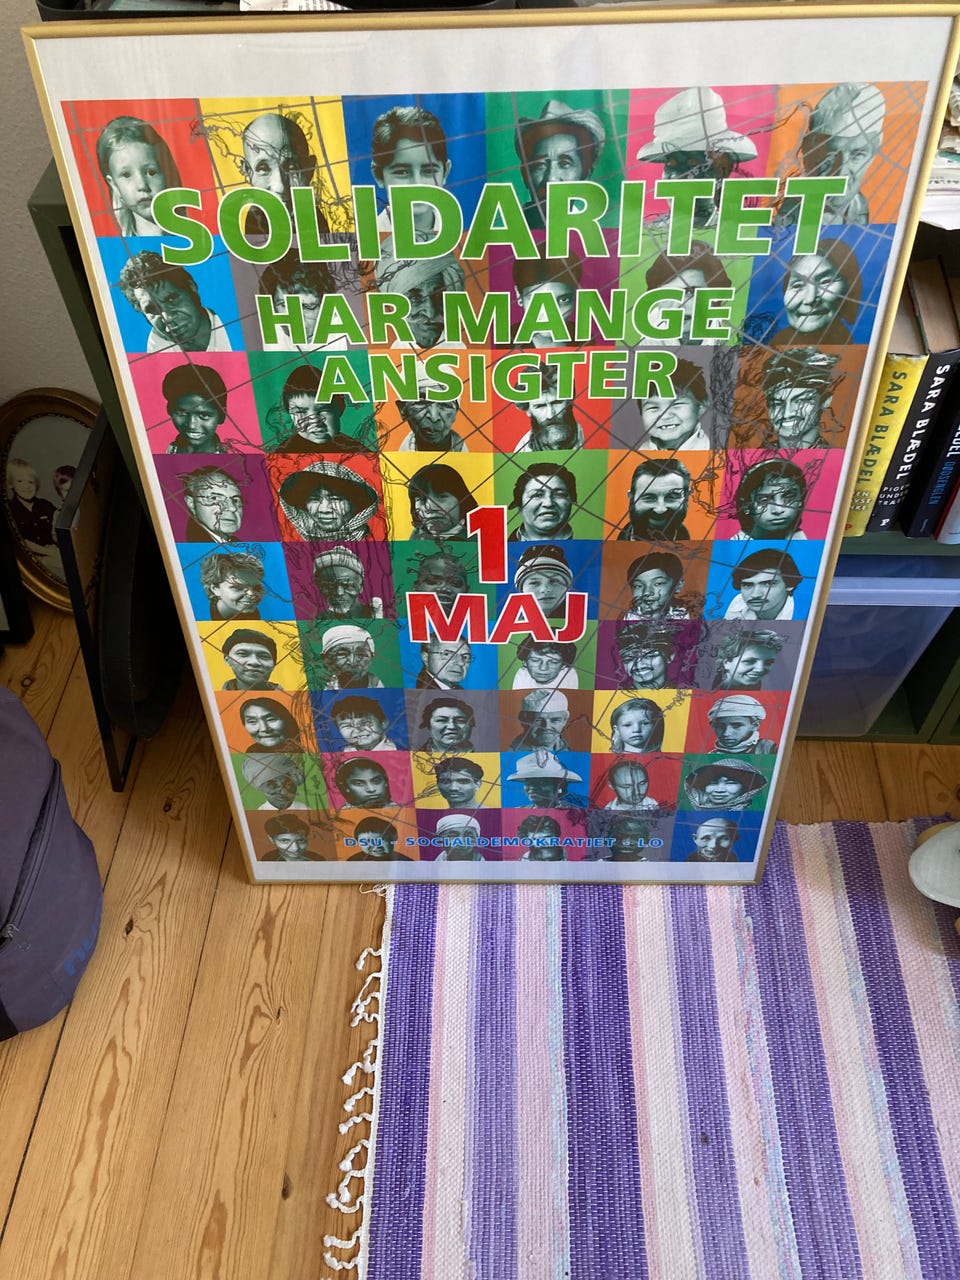 SOLIDARITET
HAR MANGE
ANSIGTER
1
MAJ
DSU - SOCIALDEMOKRATIET - LO
SARA BLÆDEL
SARA BLÆDEL